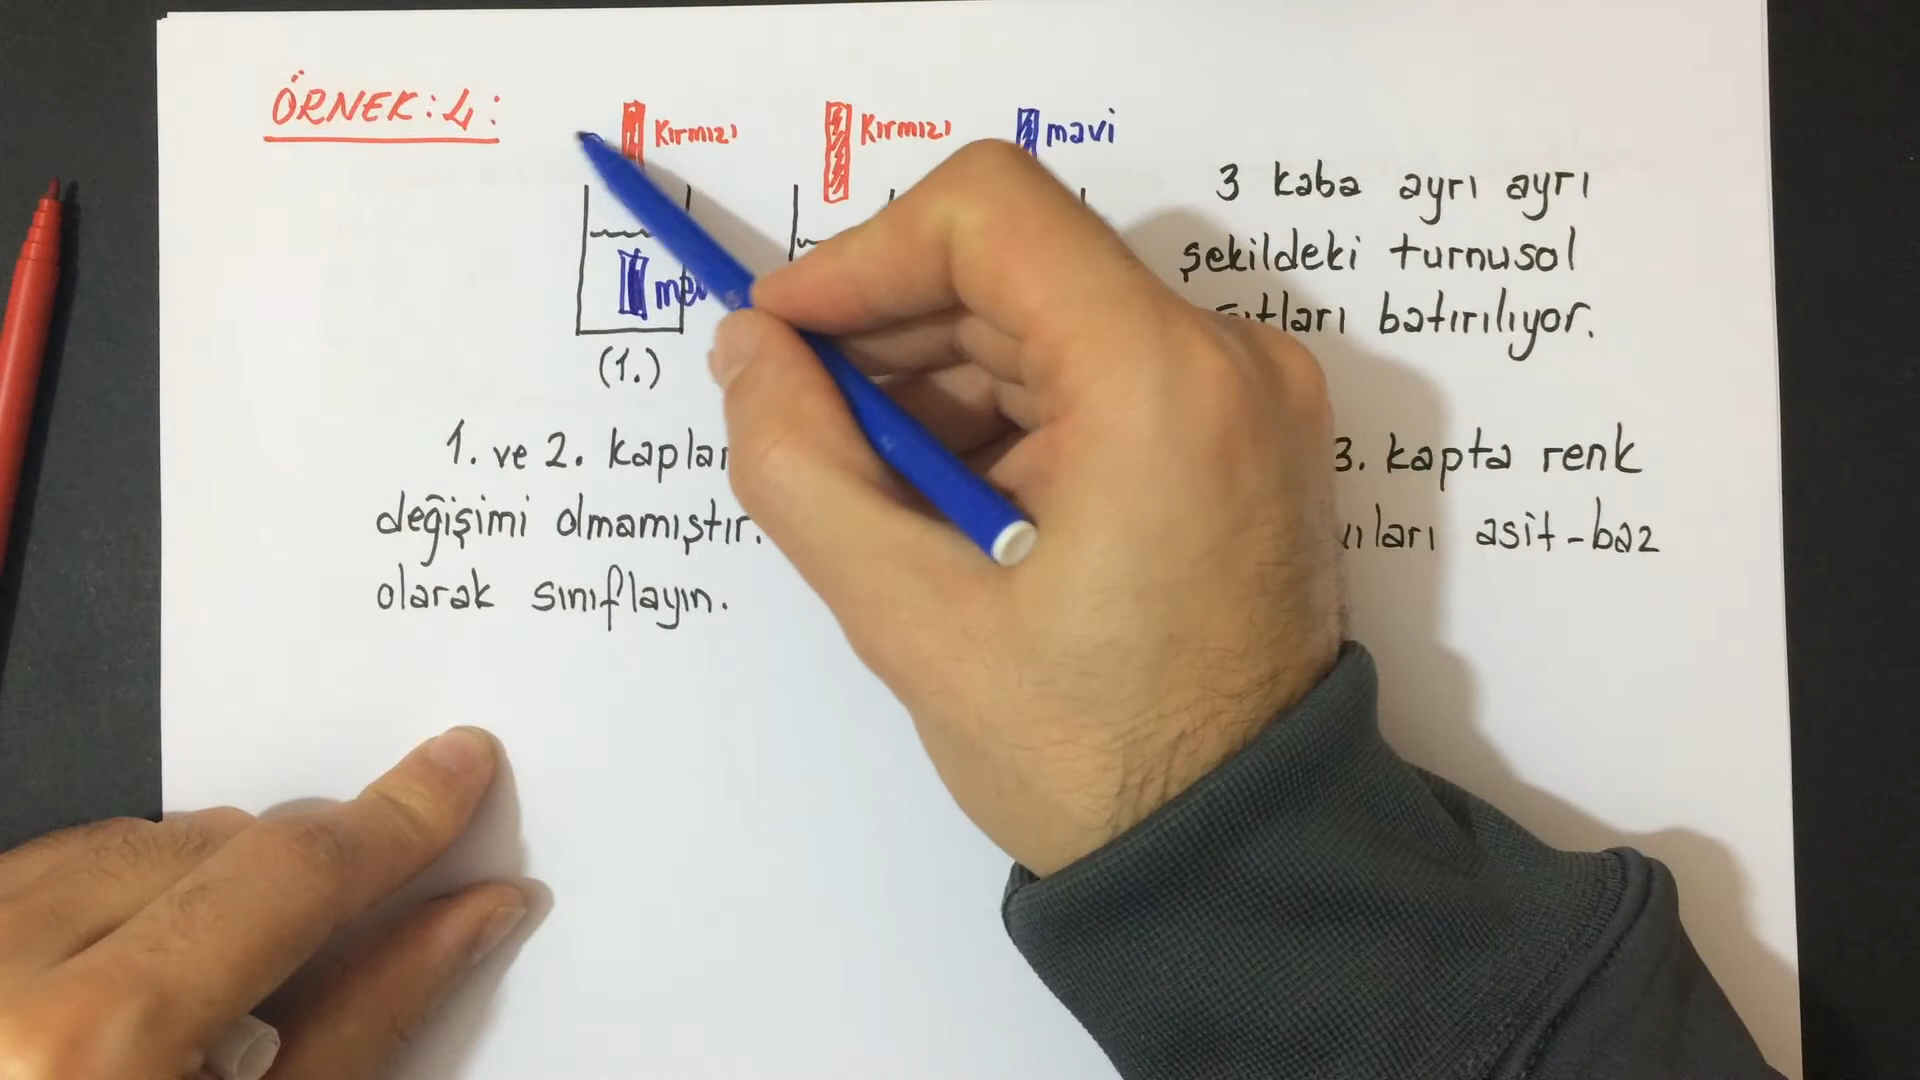 ÖRNEK: 4:
Kırmızı
Kırmızı
mavi
(1.)
3 kaba ayrı ayrı
şekildeki turnusol
batırılıyor.
1. ve 2.
3. kapta renk
değişimi olmamıştır.
asit-baz
olarak sınıflayın.